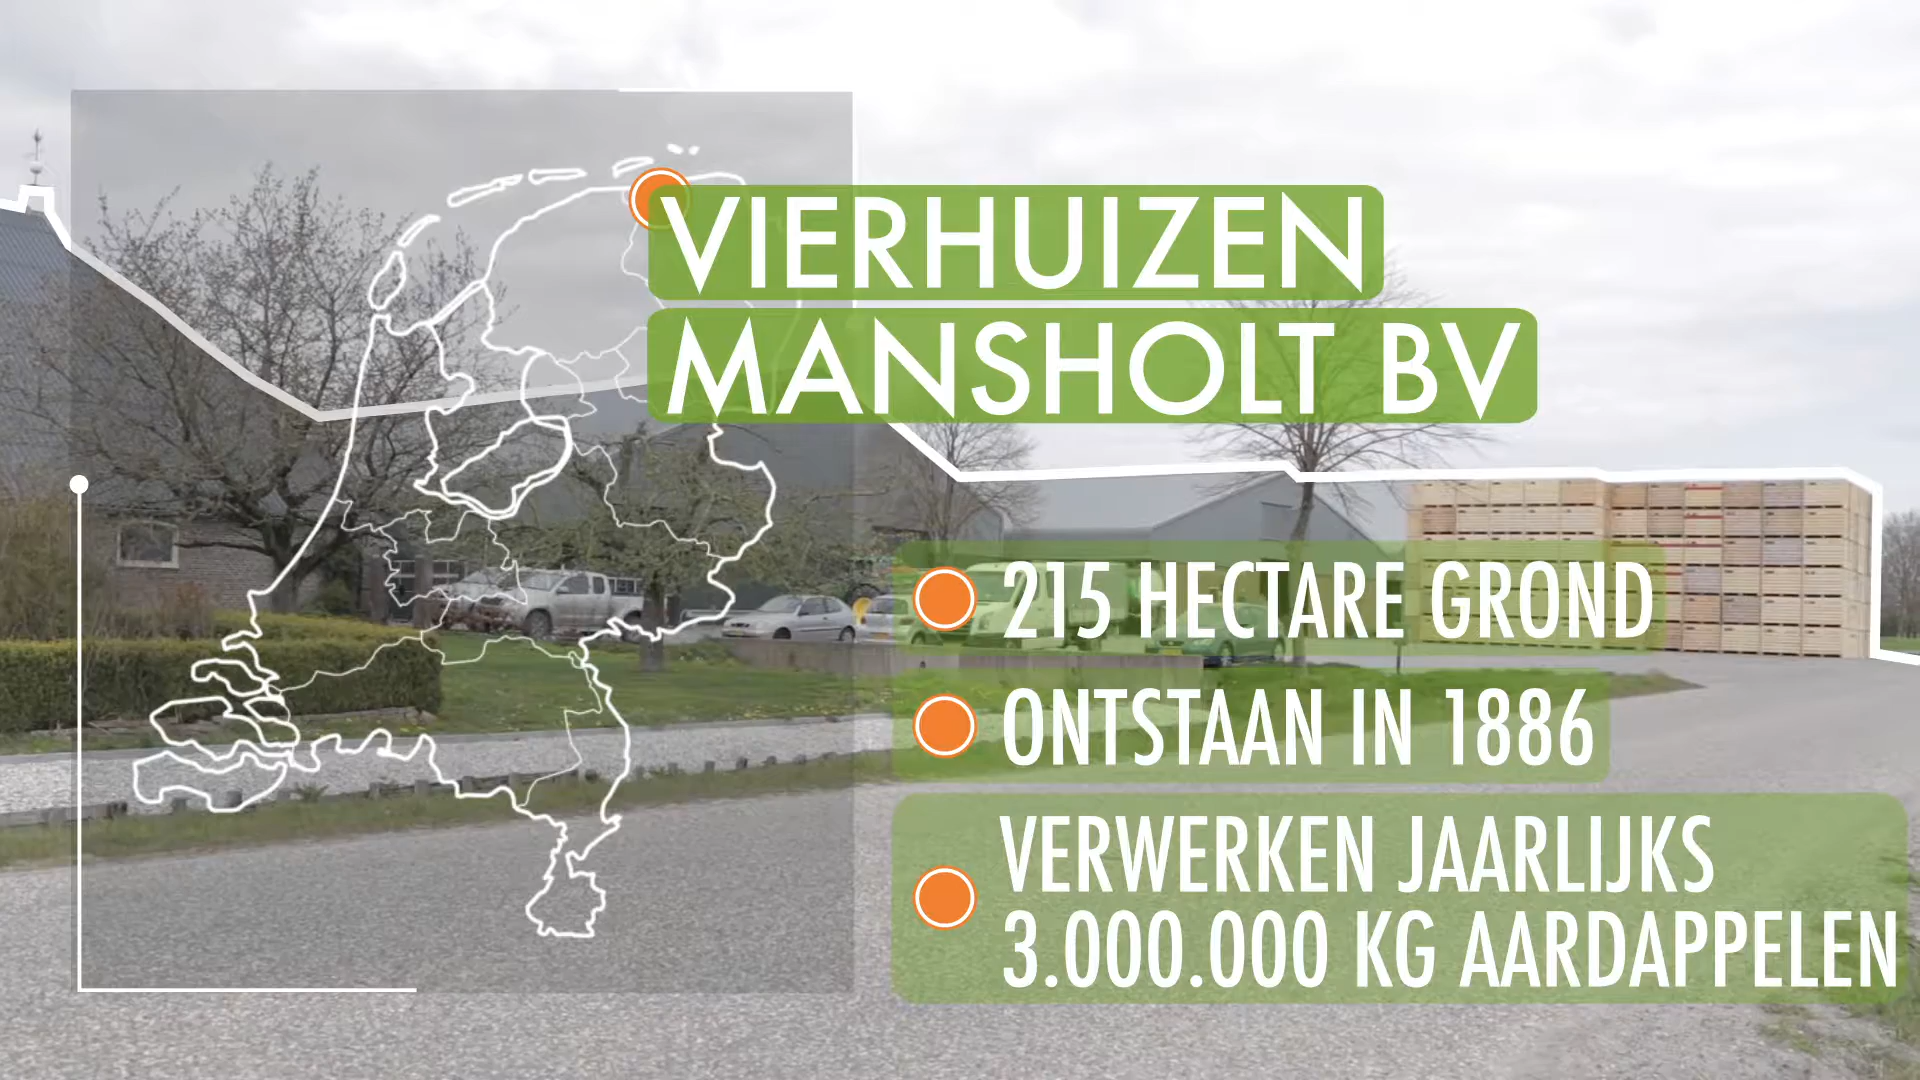 VIERHUIZEN
MANSHOLT BV
215 HECTARE GROND
ONTSTAAN IN 1886
VERWERKEN JAARLIJKS
3.000.000 KG AARDAPPELEN